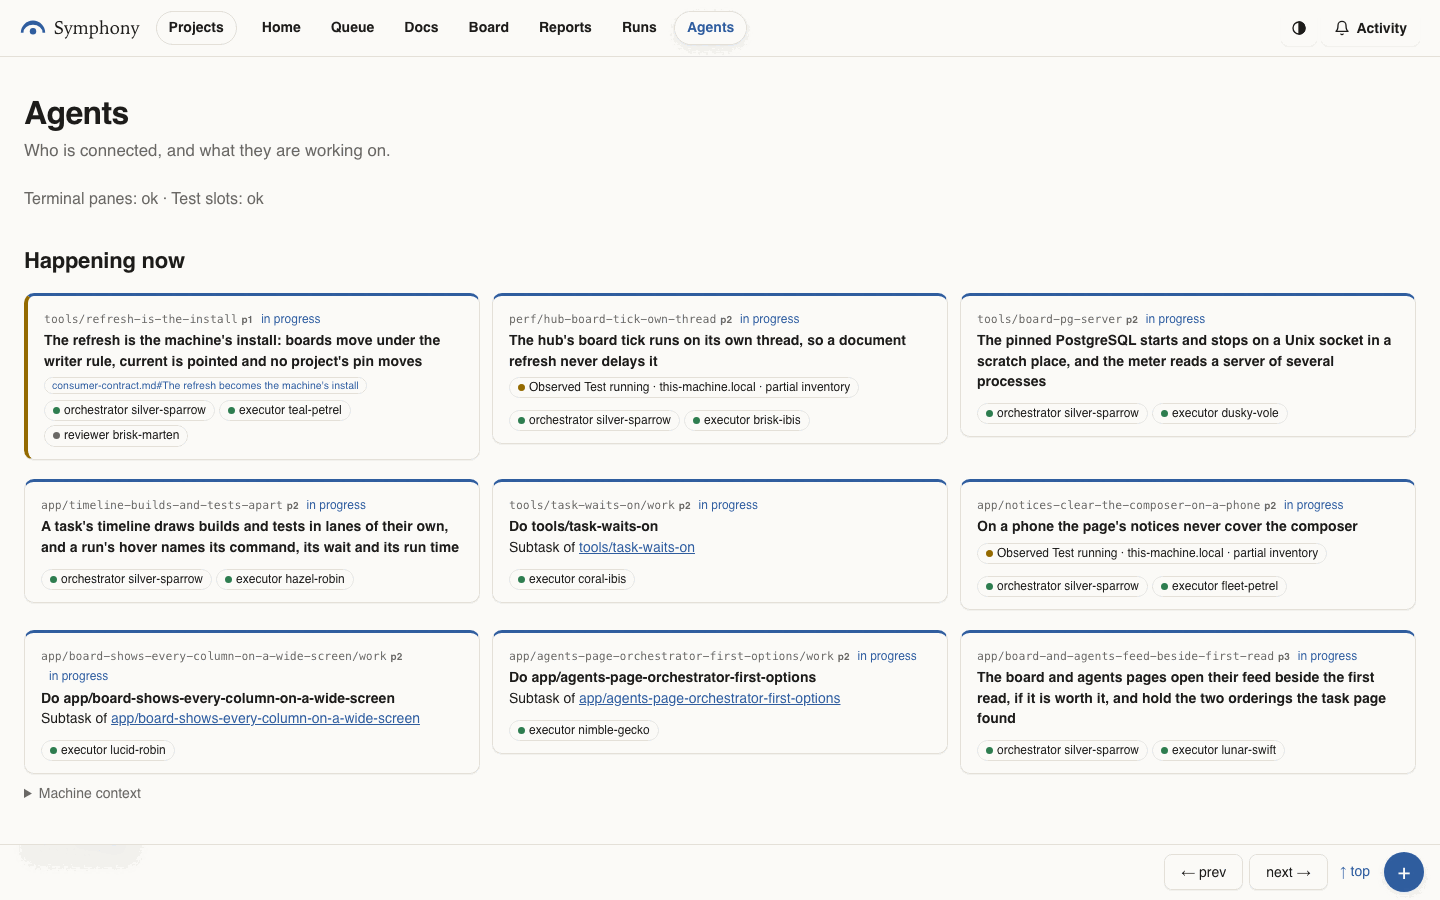 Symphony Projects Home Queue Docs Board Reports Runs Agents Activity
Agents
Who is connected, and what they are working on.
Terminal panes: ok · Test slots: ok
Happening now
tools/refresh-is-the-install p1 in progress
The refresh is the machine's install: boards move under the
writer rule, current is pointed and no project's pin moves
consumer-contract.md#The refresh becomes the machine's install
orchestrator silver-sparrow executor teal-petrel
reviewer brisk-marten
perf/hub-board-tick-own-thread p2 in progress
The hub's board tick runs on its own thread, so a document
refresh never delays it
Observed Test running · this-machine.local · partial inventory
orchestrator silver-sparrow executor brisk-ibis
tools/board-pg-server p2 in progress
The pinned PostgreSQL starts and stops on a Unix socket in a
scratch place, and the meter reads a server of several
processes
orchestrator silver-sparrow executor dusky-vole
app/timeline-builds-and-tests-apart p2 in progress
A task's timeline draws builds and tests in lanes of their own,
and a run's hover names its command, its wait and its run time
orchestrator silver-sparrow executor hazel-robin
tools/task-waits-on/work p2 in progress
Do tools/task-waits-on
Subtask of tools/task-waits-on
executor coral-ibis
app/notices-clear-the-composer-on-a-phone p2 in progress
On a phone the page's notices never cover the composer
Observed Test running · this-machine.local · partial inventory
orchestrator silver-sparrow executor fleet-petrel
app/board-shows-every-column-on-a-wide-screen/work p2
in progress
Do app/board-shows-every-column-on-a-wide-screen
Subtask of app/board-shows-every-column-on-a-wide-screen
executor lucid-robin
app/agents-page-orchestrator-first-options/work p2 in progress
Do app/agents-page-orchestrator-first-options
Subtask of app/agents-page-orchestrator-first-options
executor nimble-gecko
app/board-and-agents-feed-beside-first-read p3 in progress
The board and agents pages open their feed beside the first
read, if it is worth it, and hold the two orderings the task page
found
orchestrator silver-sparrow executor lunar-swift
▶ Machine context
← prev next → ↑ top +